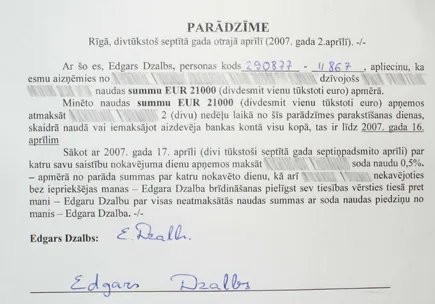 PARĀDZĪME
Rīgā, divtūkstoš septītā gada otrajā aprīlī (2007. gada 2.aprīlī). -/-
Ar šo es, Edgars Dzalbs, personas kods 290877 - 11867, apliecinu, ka
esmu aizņēmies no dzīvojošs
naudas summu EUR 21000 (divdesmit vienu tūkstoti euro) apmērā.
Minēto naudas summu EUR 21000 (divdesmit vienu tūkstoti euro) apņemos
atmaksāt 2 (divu) nedēļu laikā no šīs parādzīmes parakstīšanas dienas,
skaidrā naudā vai iemaksājot aizdevēja bankas kontā visu kopā, tas ir līdz 2007. gada 16.
aprīlim
Sākot ar 2007. gada 17. aprīli (divi tūkstoši septītā gada septiņpadsmito aprīli) par
katru savu saistību nokavējuma dienu apņemos maksāt soda naudu 0,5%.
– apmērā no parāda summas par katru nokavēto dienu, kā arī nekavējoties
bez iepriekšējas manas – Edgara Dzalba brīdināšanas pielīgst sev tiesības vērsties tiesā pret
mani – Edgaru Dzalbu par visas neatmaksātās naudas summas ar soda naudas piedziņu no
manis – Edgara Dzalba. -/-
Edgars Dzalbs: E. Dzalbs.
Edgars Dzalbs